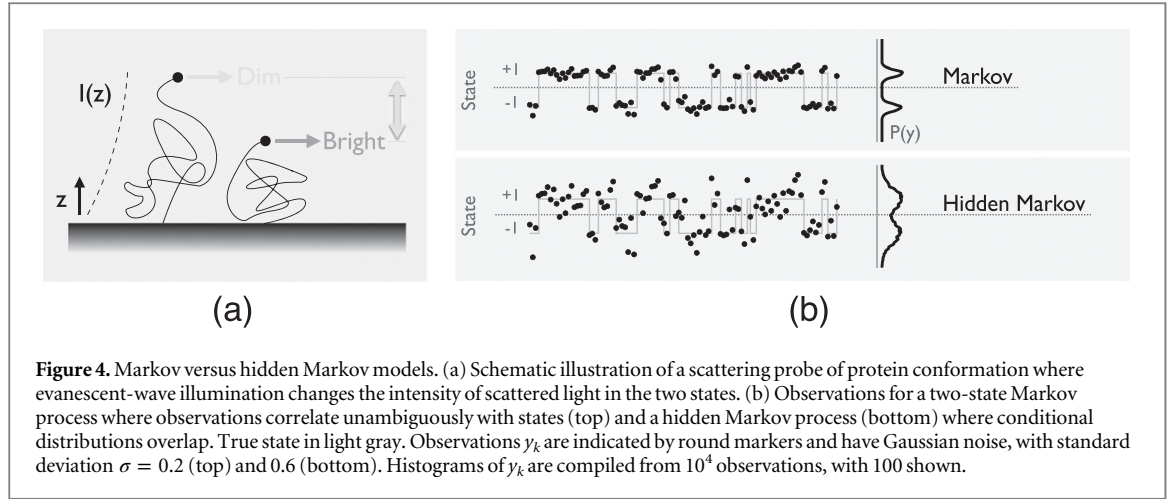 I(z)
Dim
Bright
z
(a)
State
+1
-1
P(y)
Markov
State
+1
-1
Hidden Markov
(b)
Figure 4. Markov versus hidden Markov models. (a) Schematic illustration of a scattering probe of protein conformation where
evanescent-wave illumination changes the intensity of scattered light in the two states. (b) Observations for a two-state Markov
process where observations correlate unambiguously with states (top) and a hidden Markov process (bottom) where conditional
distributions overlap. True state in light gray. Observations yₖ are indicated by round markers and have Gaussian noise, with standard
deviation σ = 0.2 (top) and 0.6 (bottom). Histograms of yₖ are compiled from 10⁴ observations, with 100 shown.